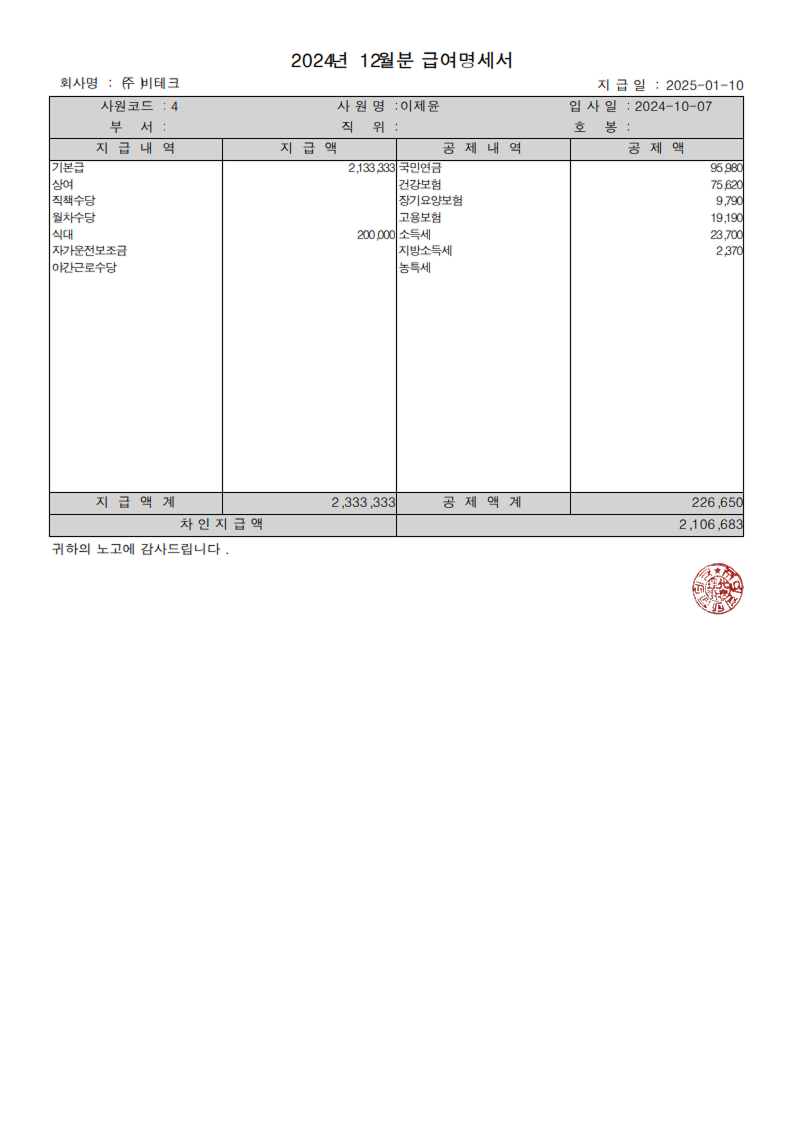 2024년 12월분 급여명세서
회사명 : (주)비테크 지 급 일 : 2025-01-10
사원코드 : 4 사 원 명 : 이제윤 입 사 일 : 2024-10-07
부 서 : 직 위 : 호 봉 :
지 급 내 역 지 급 액 공 제 내 역 공 제 액
기본급 2,133,333 국민연금 95,980
상여 건강보험 75,620
직책수당 장기요양보험 9,790
월차수당 고용보험 19,190
식대 200,000 소득세 23,700
자가운전보조금 지방소득세 2,370
야간근로수당 농특세
지 급 액 계 2,333,333 공 제 액 계 226,650
차 인 지 급 액 2,106,683
귀하의 노고에 감사드립니다 .